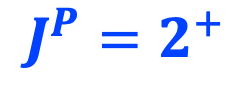 J^P = 2^+